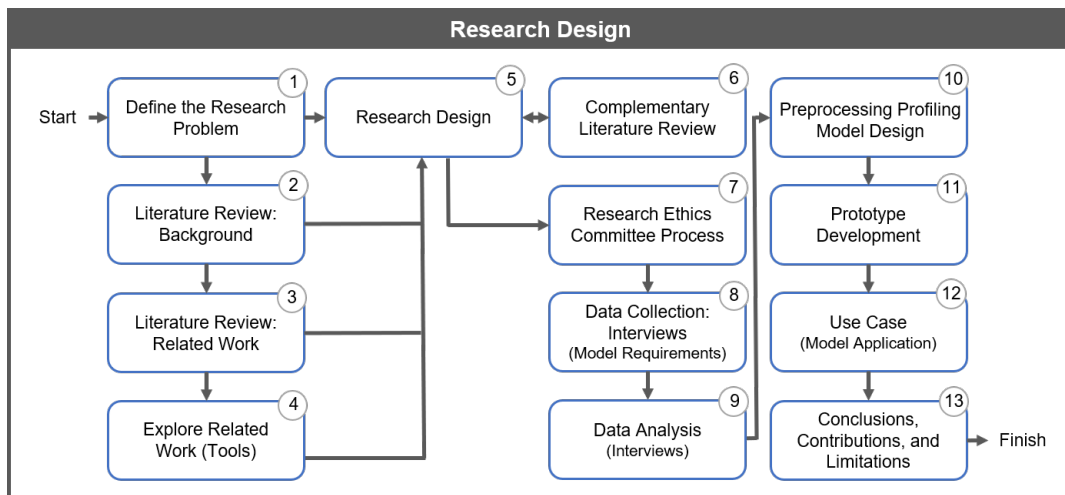 Research Design
Start
1
Define the Research
Problem
2
Literature Review:
Background
3
Literature Review:
Related Work
4
Explore Related
Work (Tools)
5
Research Design
6
Complementary
Literature Review
7
Research Ethics
Committee Process
8
Data Collection:
Interviews
(Model Requirements)
9
Data Analysis
(Interviews)
10
Preprocessing Profiling
Model Design
11
Prototype
Development
12
Use Case
(Model Application)
13
Conclusions,
Contributions, and
Limitations
Finish